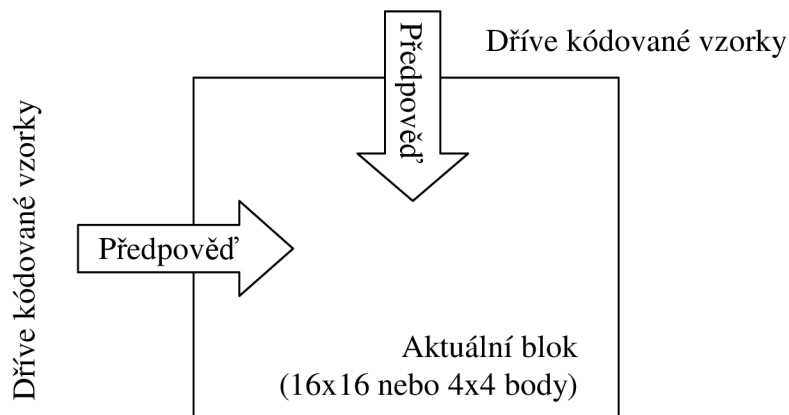 Dříve kódované vzorky
Předpověď
Dříve kódované vzorky
Předpověď
Aktuální blok
(16x16 nebo 4x4 body)